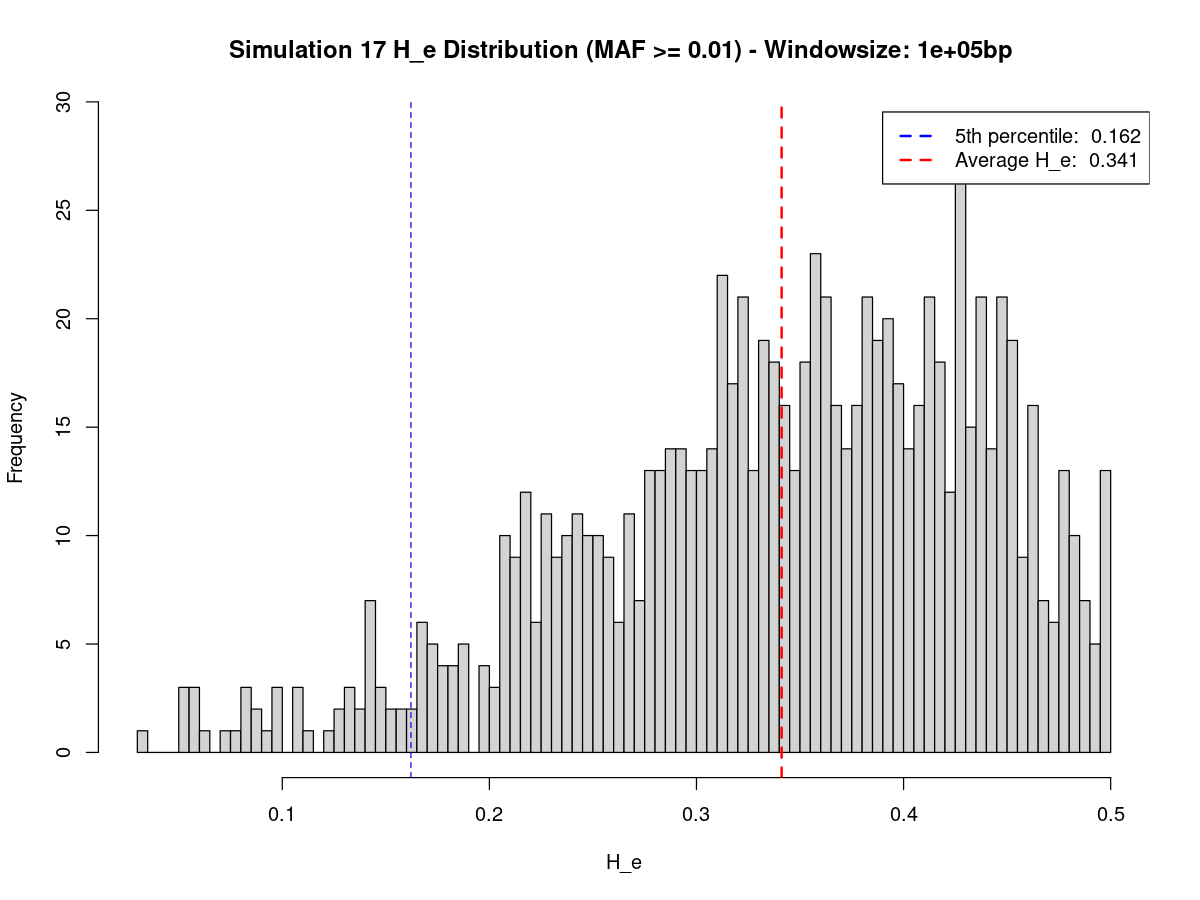 Simulation 17 H_e Distribution (MAF >= 0.01) - Windowsize: 1e+05bp
30
25
20
15
10
5
0
Frequency
5th percentile:  0.162
Average H_e:  0.341
0.1 0.2 0.3 0.4 0.5
H_e